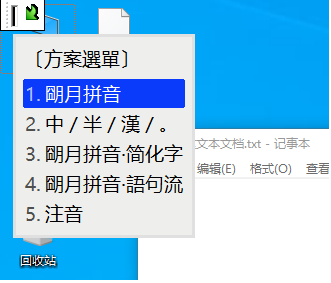 〔方案選單〕
1. 朙月拼音
2. 中 / 半 / 漢 / 。
3. 朙月拼音·简化字
4. 朙月拼音·語句流
5. 注音
文本文档.txt - 记事本
编辑(E) 格式(O) 查看
回收站